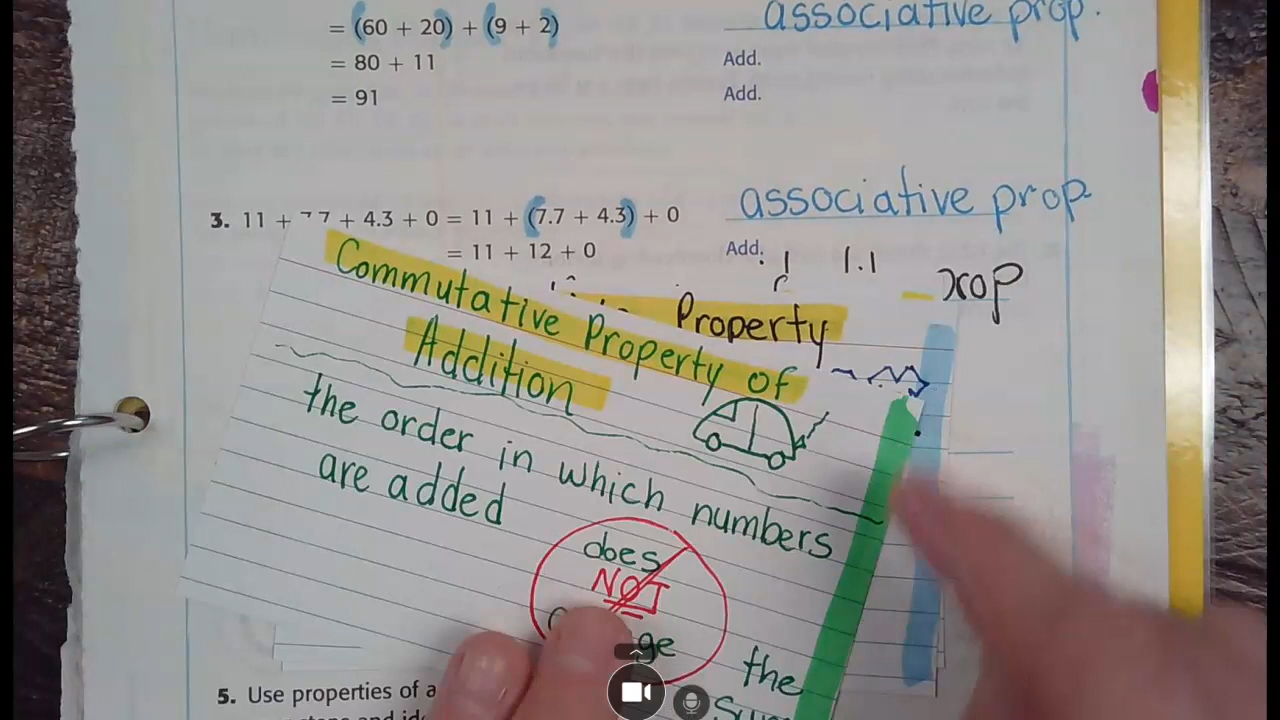 = (60 + 20) + (9 + 2)
associative prop.
= 80 + 11
Add.
= 91
Add.
3. 11 + 7.7 + 4.3 + 0 = 11 + (7.7 + 4.3) + 0
associative prop
= 11 + 12 + 0
Add.
Property
Commutative Property of
Addition
the order in which numbers
are added
does
NOT
the
5. Use properties of a